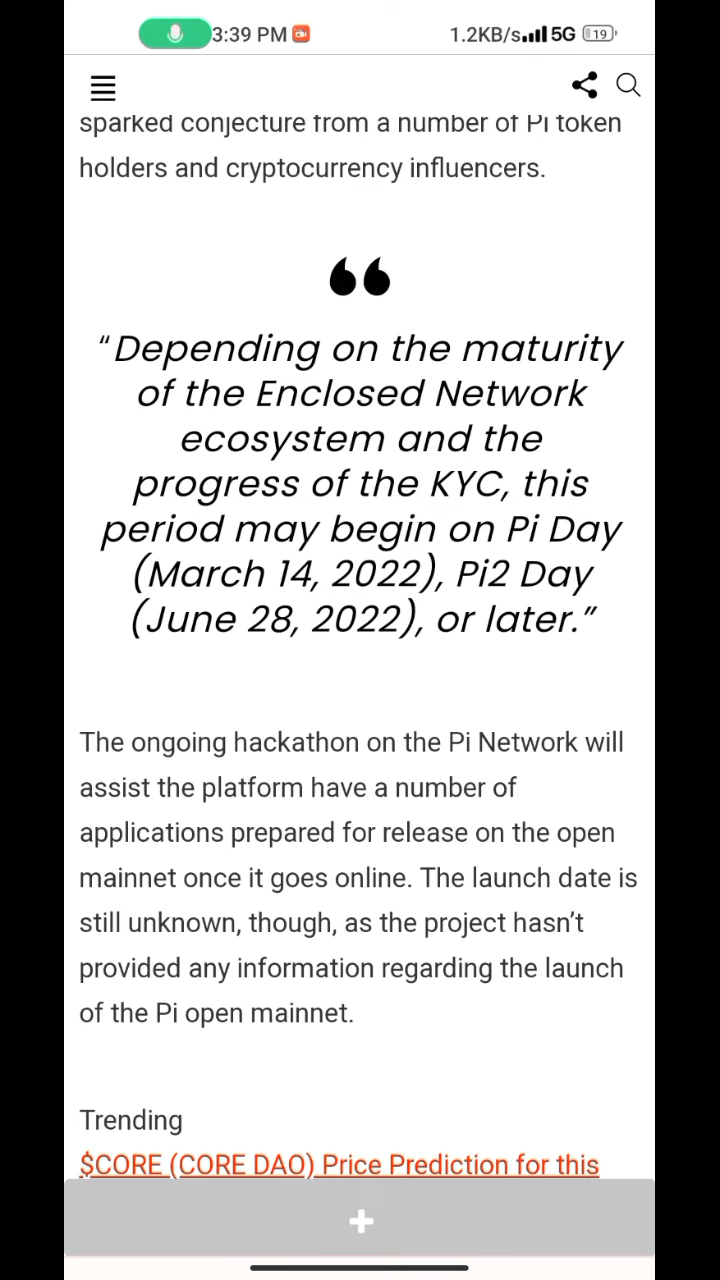 3:39 PM 1.2KB/s 5G 19
sparked conjecture from a number of Pi token
holders and cryptocurrency influencers.
“
“Depending on the maturity
of the Enclosed Network
ecosystem and the
progress of the KYC, this
period may begin on Pi Day
(March 14, 2022), Pi2 Day
(June 28, 2022), or later.”
The ongoing hackathon on the Pi Network will
assist the platform have a number of
applications prepared for release on the open
mainnet once it goes online. The launch date is
still unknown, though, as the project hasn’t
provided any information regarding the launch
of the Pi open mainnet.
Trending
$CORE (CORE DAO) Price Prediction for this